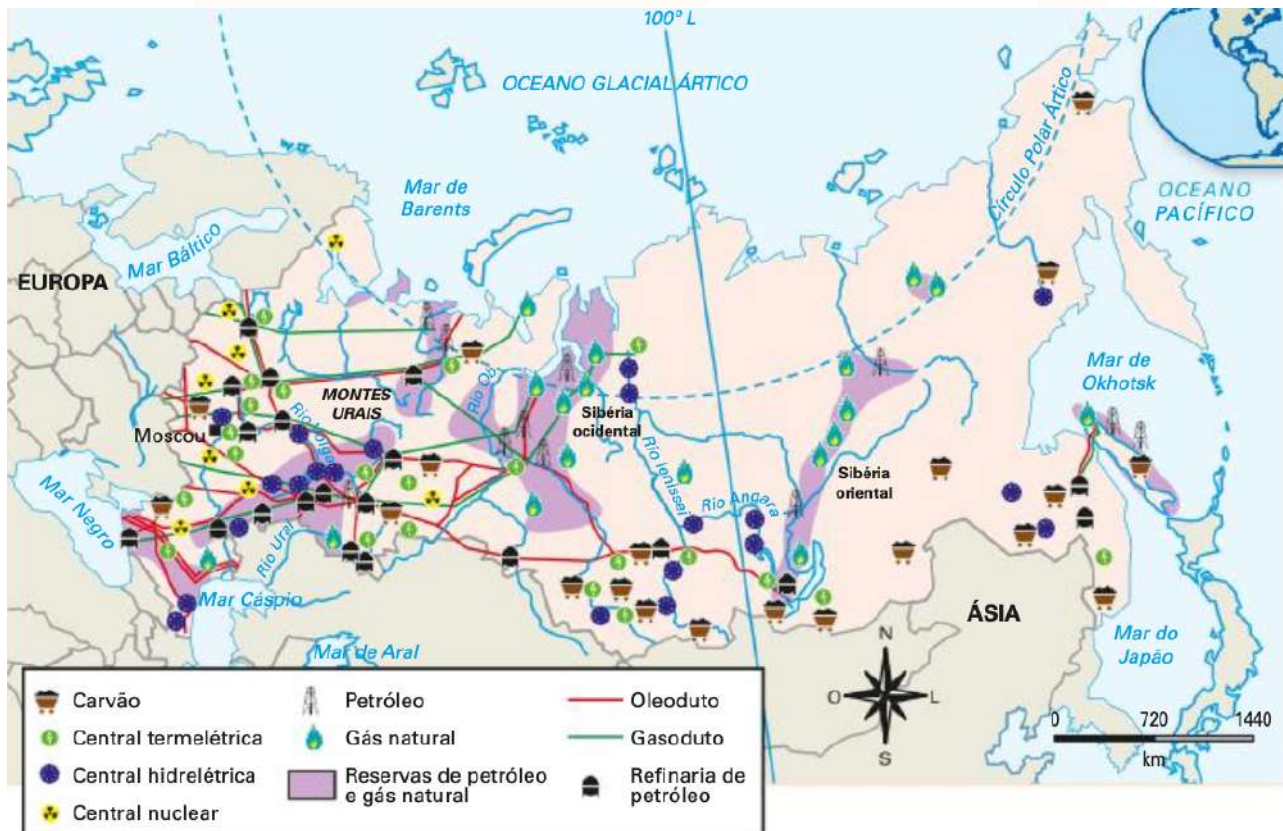 100º L
OCEANO GLACIAL ÁRTICO
Círculo Polar Ártico
Mar de
Barents
OCEANO
PACÍFICO
Mar Báltico
EUROPA
Mar de
Okhotsk
MONTES
URAIS
Rio Ob
Sibéria
ocidental
Moscou
Rio Volga
Sibéria
oriental
Rio Ienissei
Rio Angara
Mar Negro
Rio Ural
Mar Cáspio
ÁSIA
Mar de Aral
Mar do
Japão
N
O
L
S
0 720 1440
km
Carvão
Central termelétrica
Central hidrelétrica
Central nuclear
Petróleo
Gás natural
Reservas de petróleo
e gás natural
Oleoduto
Gasoduto
Refinaria de
petróleo